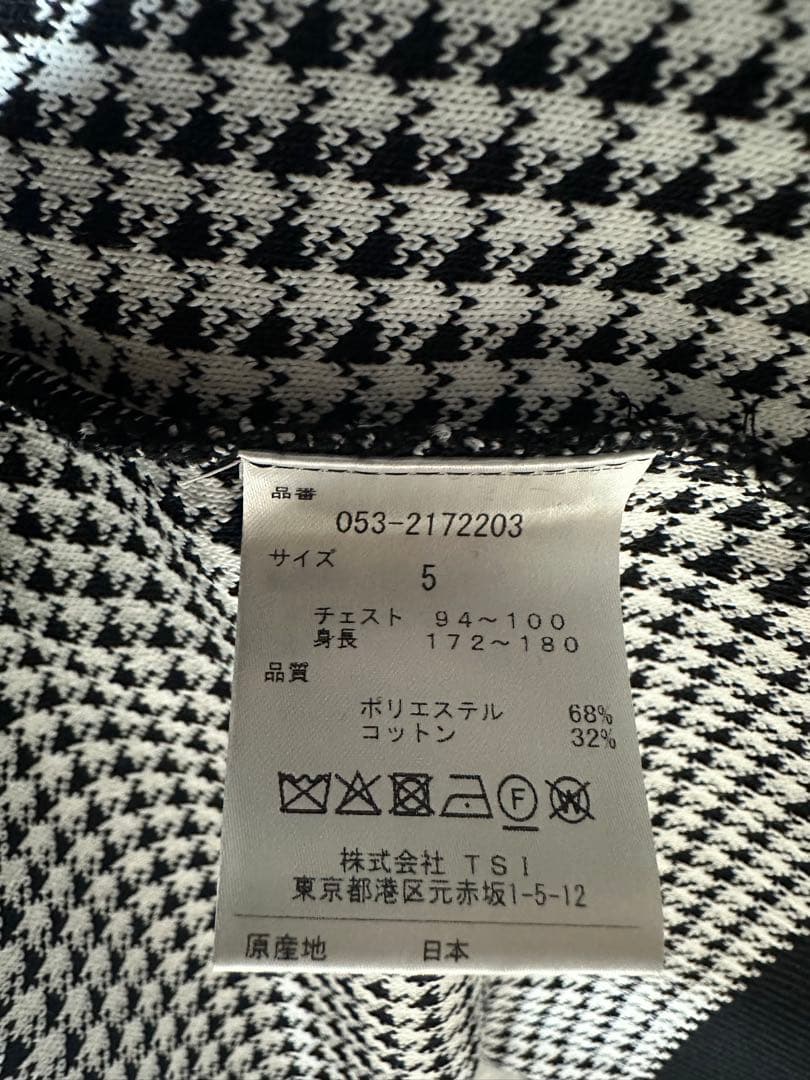 品番
053-2172203
サイズ
5
チェスト 94～100
身長 172～180
品質
ポリエステル 68%
コットン 32%
F W
株式会社 TSI
東京都港区元赤坂1-5-12
原産地 日本